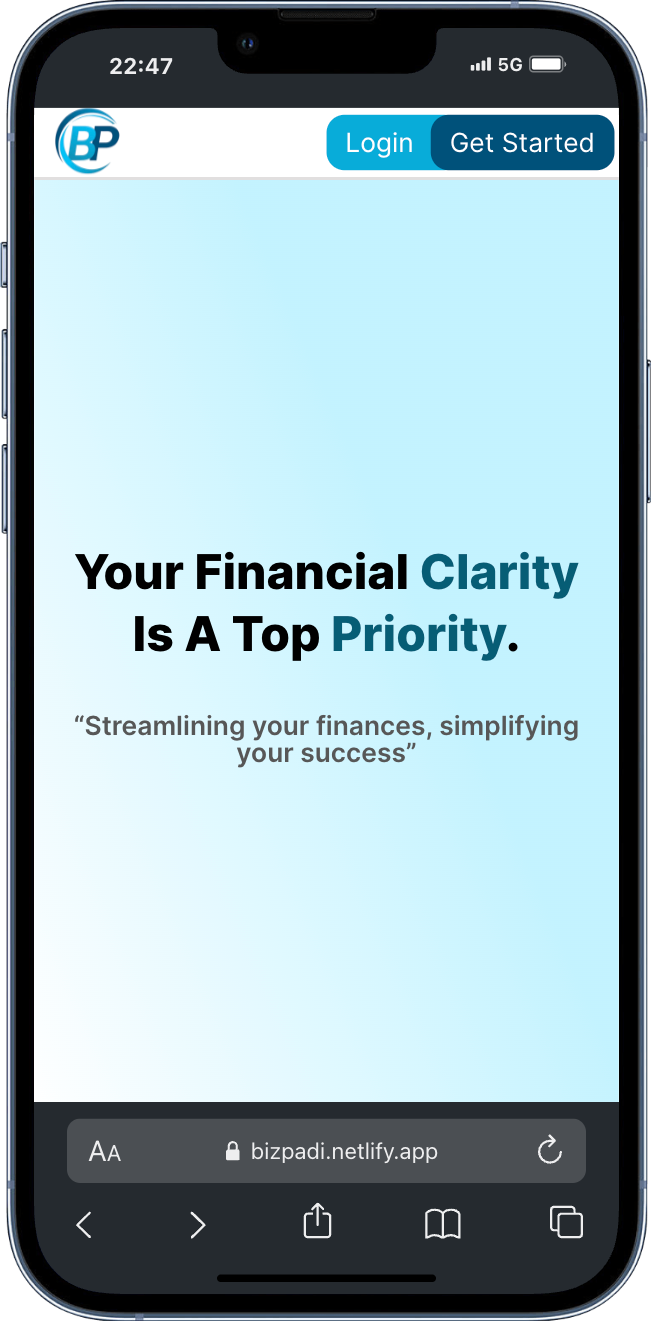 22:47
5G
BP
Login
Get Started
Your Financial Clarity
Is A Top Priority.
“Streamlining your finances, simplifying
your success”
AA
bizpadi.netlify.app